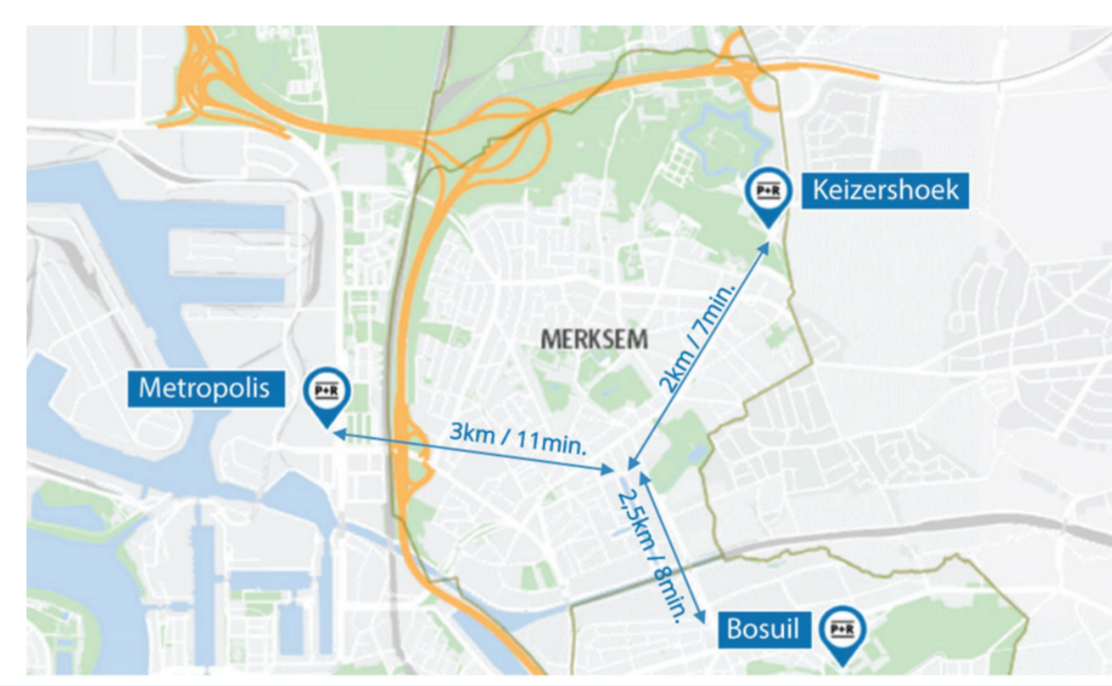 P+R
Keizershoek
2km / 7min.
MERKSEM
Metropolis
P+R
3km / 11min.
2,5km / 8min.
Bosuil
P+R